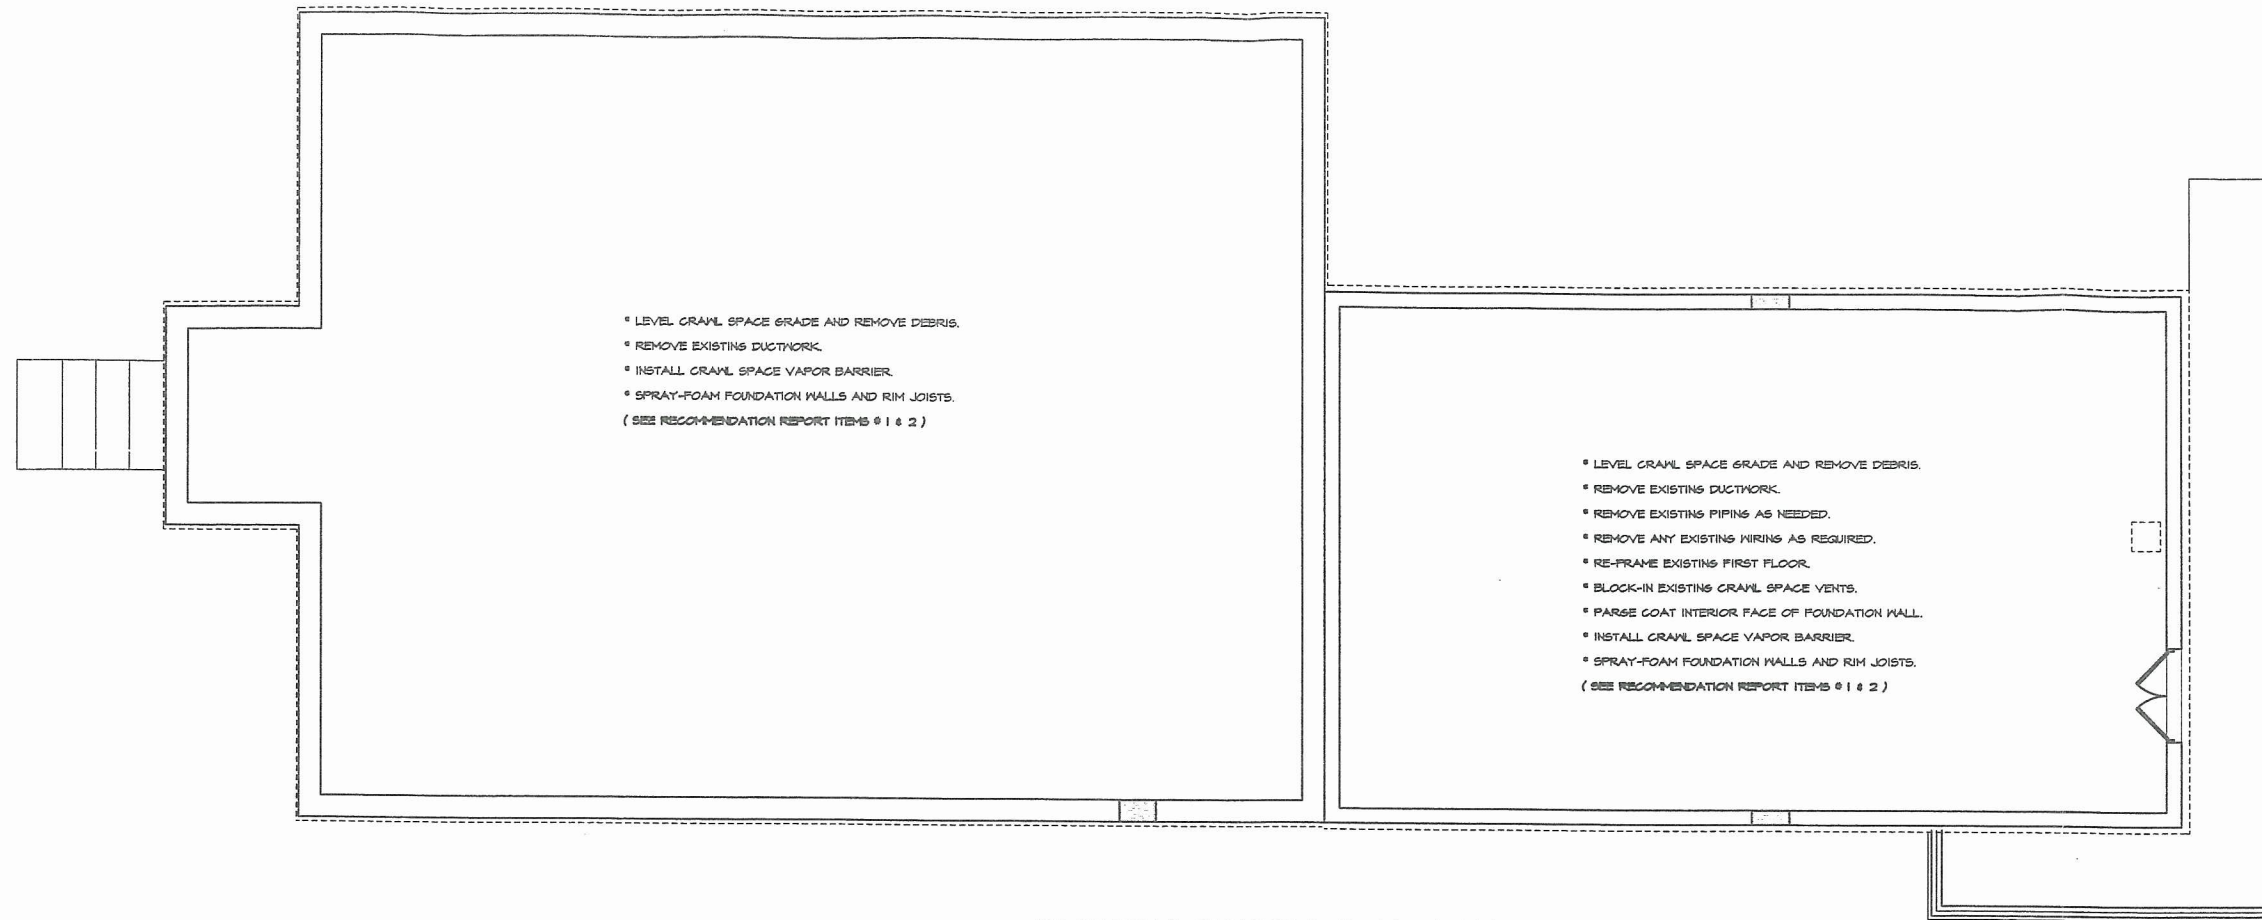 * LEVEL CRAWL SPACE GRADE AND REMOVE DEBRIS.
* REMOVE EXISTING DUCTWORK.
* INSTALL CRAWL SPACE VAPOR BARRIER.
* SPRAY-FOAM FOUNDATION WALLS AND RIM JOISTS.
( SEE RECOMMENDATION REPORT ITEMS # 1 & 2 )
* LEVEL CRAWL SPACE GRADE AND REMOVE DEBRIS.
* REMOVE EXISTING DUCTWORK.
* REMOVE EXISTING PIPING AS NEEDED.
* REMOVE ANY EXISTING WIRING AS REQUIRED.
* RE-FRAME EXISTING FIRST FLOOR.
* BLOCK-IN EXISTING CRAWL SPACE VENTS.
* PARGE COAT INTERIOR FACE OF FOUNDATION WALL.
* INSTALL CRAWL SPACE VAPOR BARRIER.
* SPRAY-FOAM FOUNDATION WALLS AND RIM JOISTS.
( SEE RECOMMENDATION REPORT ITEMS # 1 & 2 )